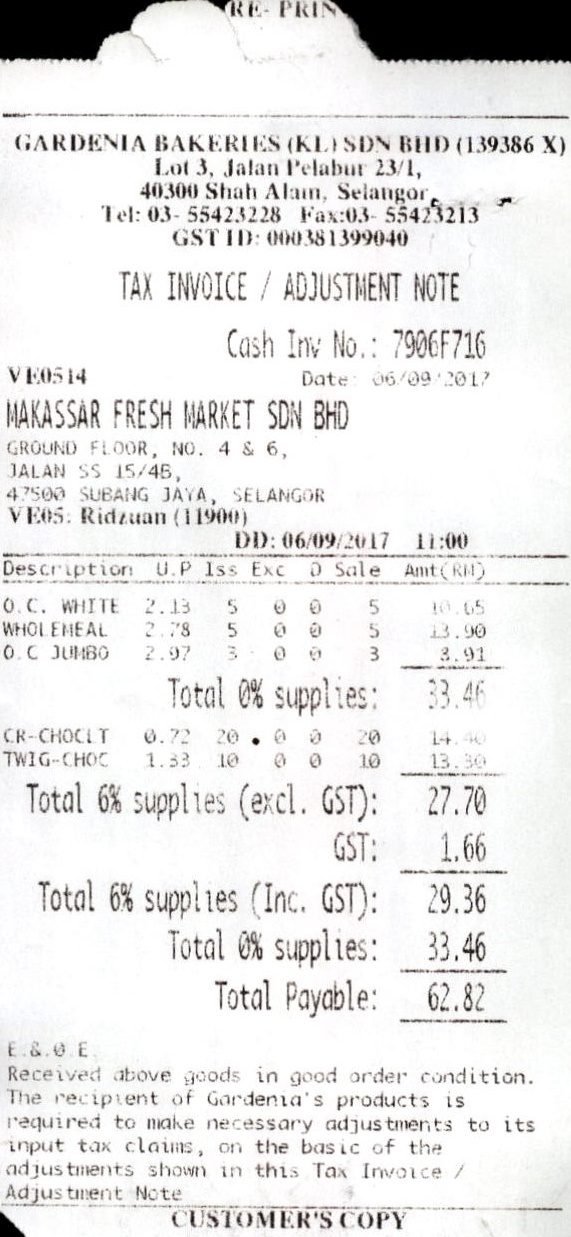 RE- PRIN
GARDENIA BAKERIES (KL) SDN BHD (139386 X)
Lot 3, Jalan Pelabur 23/1,
40300 Shah Alam, Selangor.
Tel: 03- 55423228 Fax:03- 55423213
GST ID: 000381399040
TAX INVOICE / ADJUSTMENT NOTE
Cash Inv No.: 7906F716
VE0514 Date: 06/09/2017
MAKASSAR FRESH MARKET SDN BHD
GROUND FLOOR, NO. 4 & 6,
JALAN SS 15/4B,
47500 SUBANG JAYA, SELANGOR
VE05: Ridzuan (11900)
DD: 06/09/2017 11:00
Description U.P Iss Exc D Sale Amt(RM)
O.C. WHITE 2.13 5 0 0 5 10.65
WHOLEMEAL 2.78 5 0 0 5 13.90
O.C JUMBO 2.97 3 0 0 3 8.91
Total 0% supplies: 33.46
CR-CHOCLT 0.72 20 0 0 20 14.40
TWIG-CHOC 1.33 10 0 0 10 13.30
Total 6% supplies (excl. GST): 27.70
GST: 1.66
Total 6% supplies (Inc. GST): 29.36
Total 0% supplies: 33.46
Total Payable: 62.82
E.&.O.E.
Received above goods in good order condition.
The recipient of Gardenia's products is
required to make necessary adjustments to its
input tax claims, on the basic of the
adjustments shown in this Tax Invoice /
Adjustment Note
CUSTOMER'S COPY